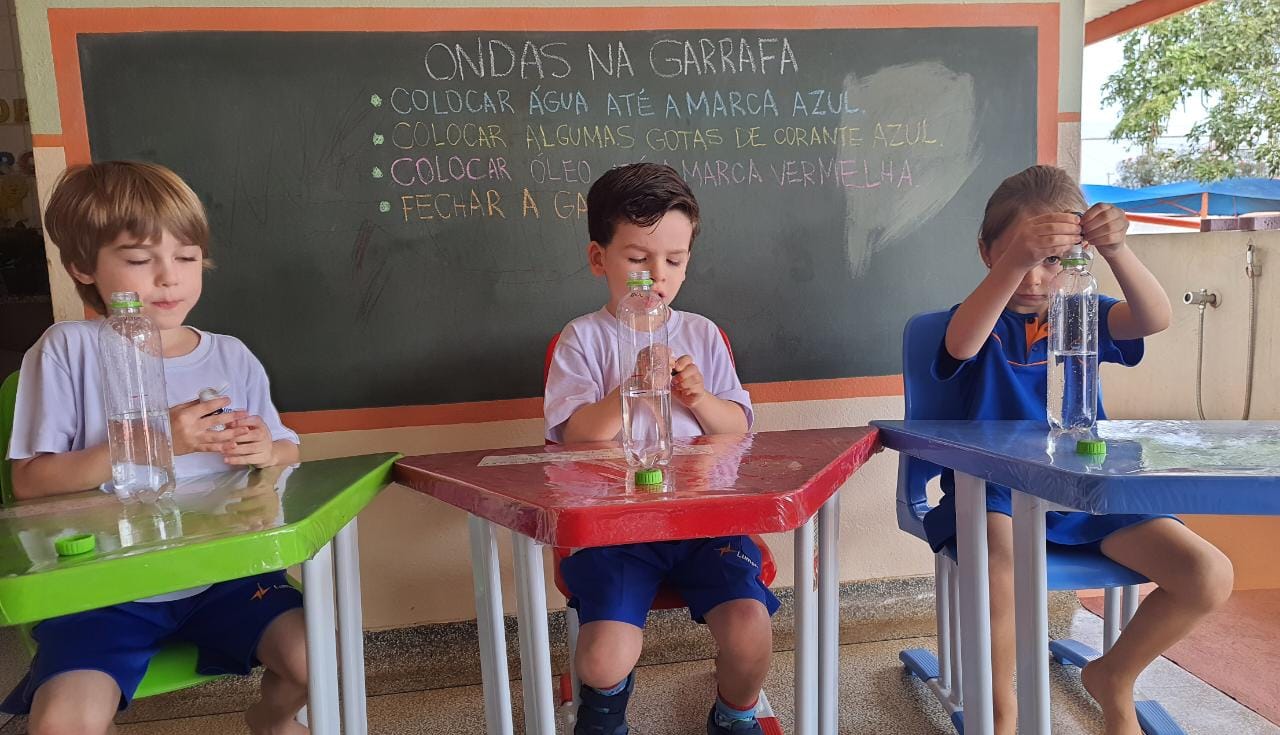 ONDAS NA GARRAFA
COLOCAR ÁGUA ATÉ A MARCA AZUL.
COLOCAR ALGUMAS GOTAS DE CORANTE AZUL.
COLOCAR ÓLEO MARCA VERMELHA.
FECHAR A